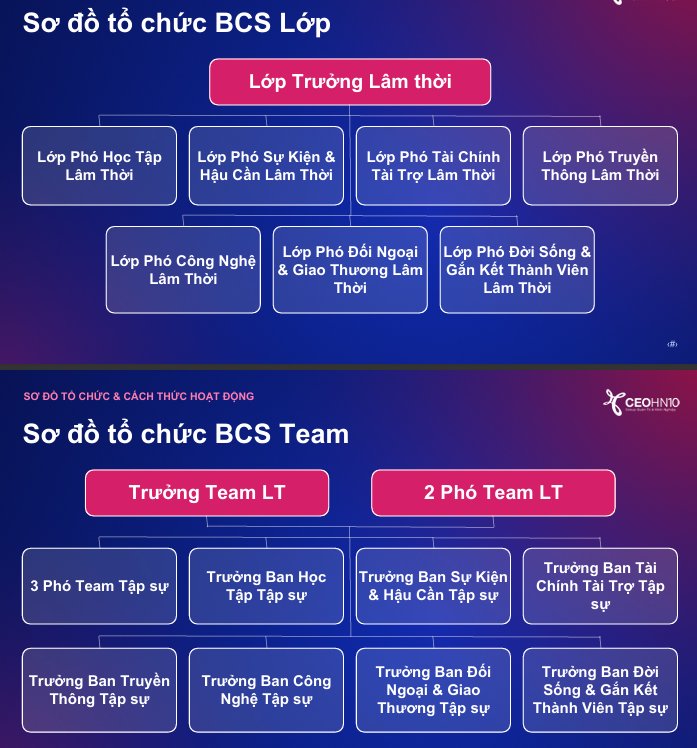 Sơ đồ tổ chức BCS Lớp
Lớp Trưởng Lâm thời
Lớp Phó Học Tập
Lâm Thời
Lớp Phó Sự Kiện &
Hậu Cần Lâm Thời
Lớp Phó Tài Chính
Tài Trợ Lâm Thời
Lớp Phó Truyền
Thông Lâm Thời
Lớp Phó Công Nghệ
Lâm Thời
Lớp Phó Đối Ngoại
& Giao Thương Lâm
Thời
Lớp Phó Đời Sống &
Gắn Kết Thành Viên
Lâm Thời
‹#›
SƠ ĐỒ TỔ CHỨC & CÁCH THỨC HOẠT ĐỘNG
CEOHN10
Sơ đồ tổ chức BCS Team
Trưởng Team LT
2 Phó Team LT
3 Phó Team Tập sự
Trưởng Ban Học
Tập Tập sự
Trưởng Ban Sự Kiện
& Hậu Cần Tập sự
Trưởng Ban Tài
Chính Tài Trợ Tập
sự
Trưởng Ban Truyền
Thông Tập sự
Trưởng Ban Công
Nghệ Tập sự
Trưởng Ban Đối
Ngoại & Giao
Thương Tập sự
Trưởng Ban Đời
Sống & Gắn Kết
Thành Viên Tập sự